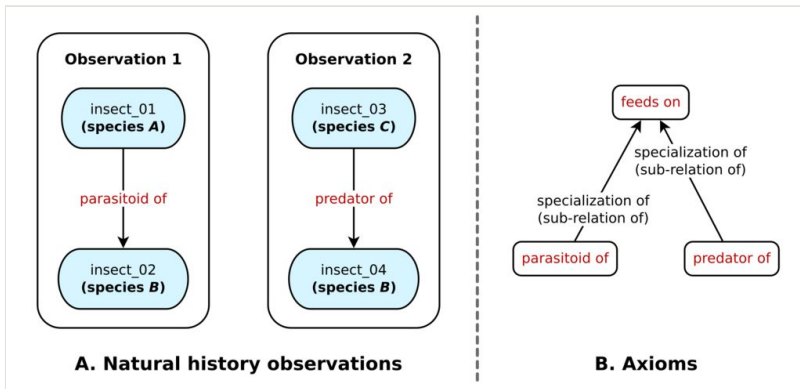 Observation 1
insect_01
(species A)
parasitoid of
insect_02
(species B)
Observation 2
insect_03
(species C)
predator of
insect_04
(species B)
A. Natural history observations
feeds on
specialization of
(sub-relation of)
specialization of
(sub-relation of)
parasitoid of
predator of
B. Axioms